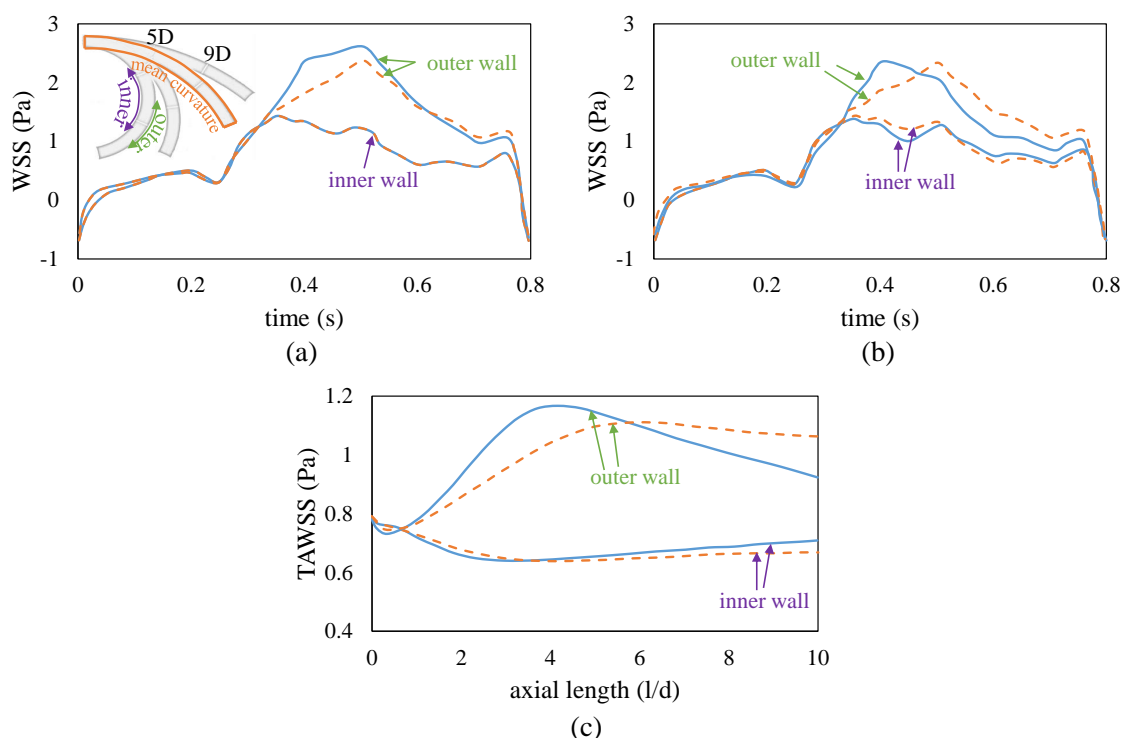 3
2
1
0
-1
WSS (Pa)
0
0.2
0.4
0.6
0.8
time (s)
5D
9D
mean curvature
inner
outer
outer wall
inner wall
(a)
3
2
1
0
-1
WSS (Pa)
0
0.2
0.4
0.6
0.8
time (s)
outer wall
inner wall
(b)
1.2
1
0.8
0.6
0.4
TAWSS (Pa)
0
2
4
6
8
10
axial length (l/d)
outer wall
inner wall
(c)